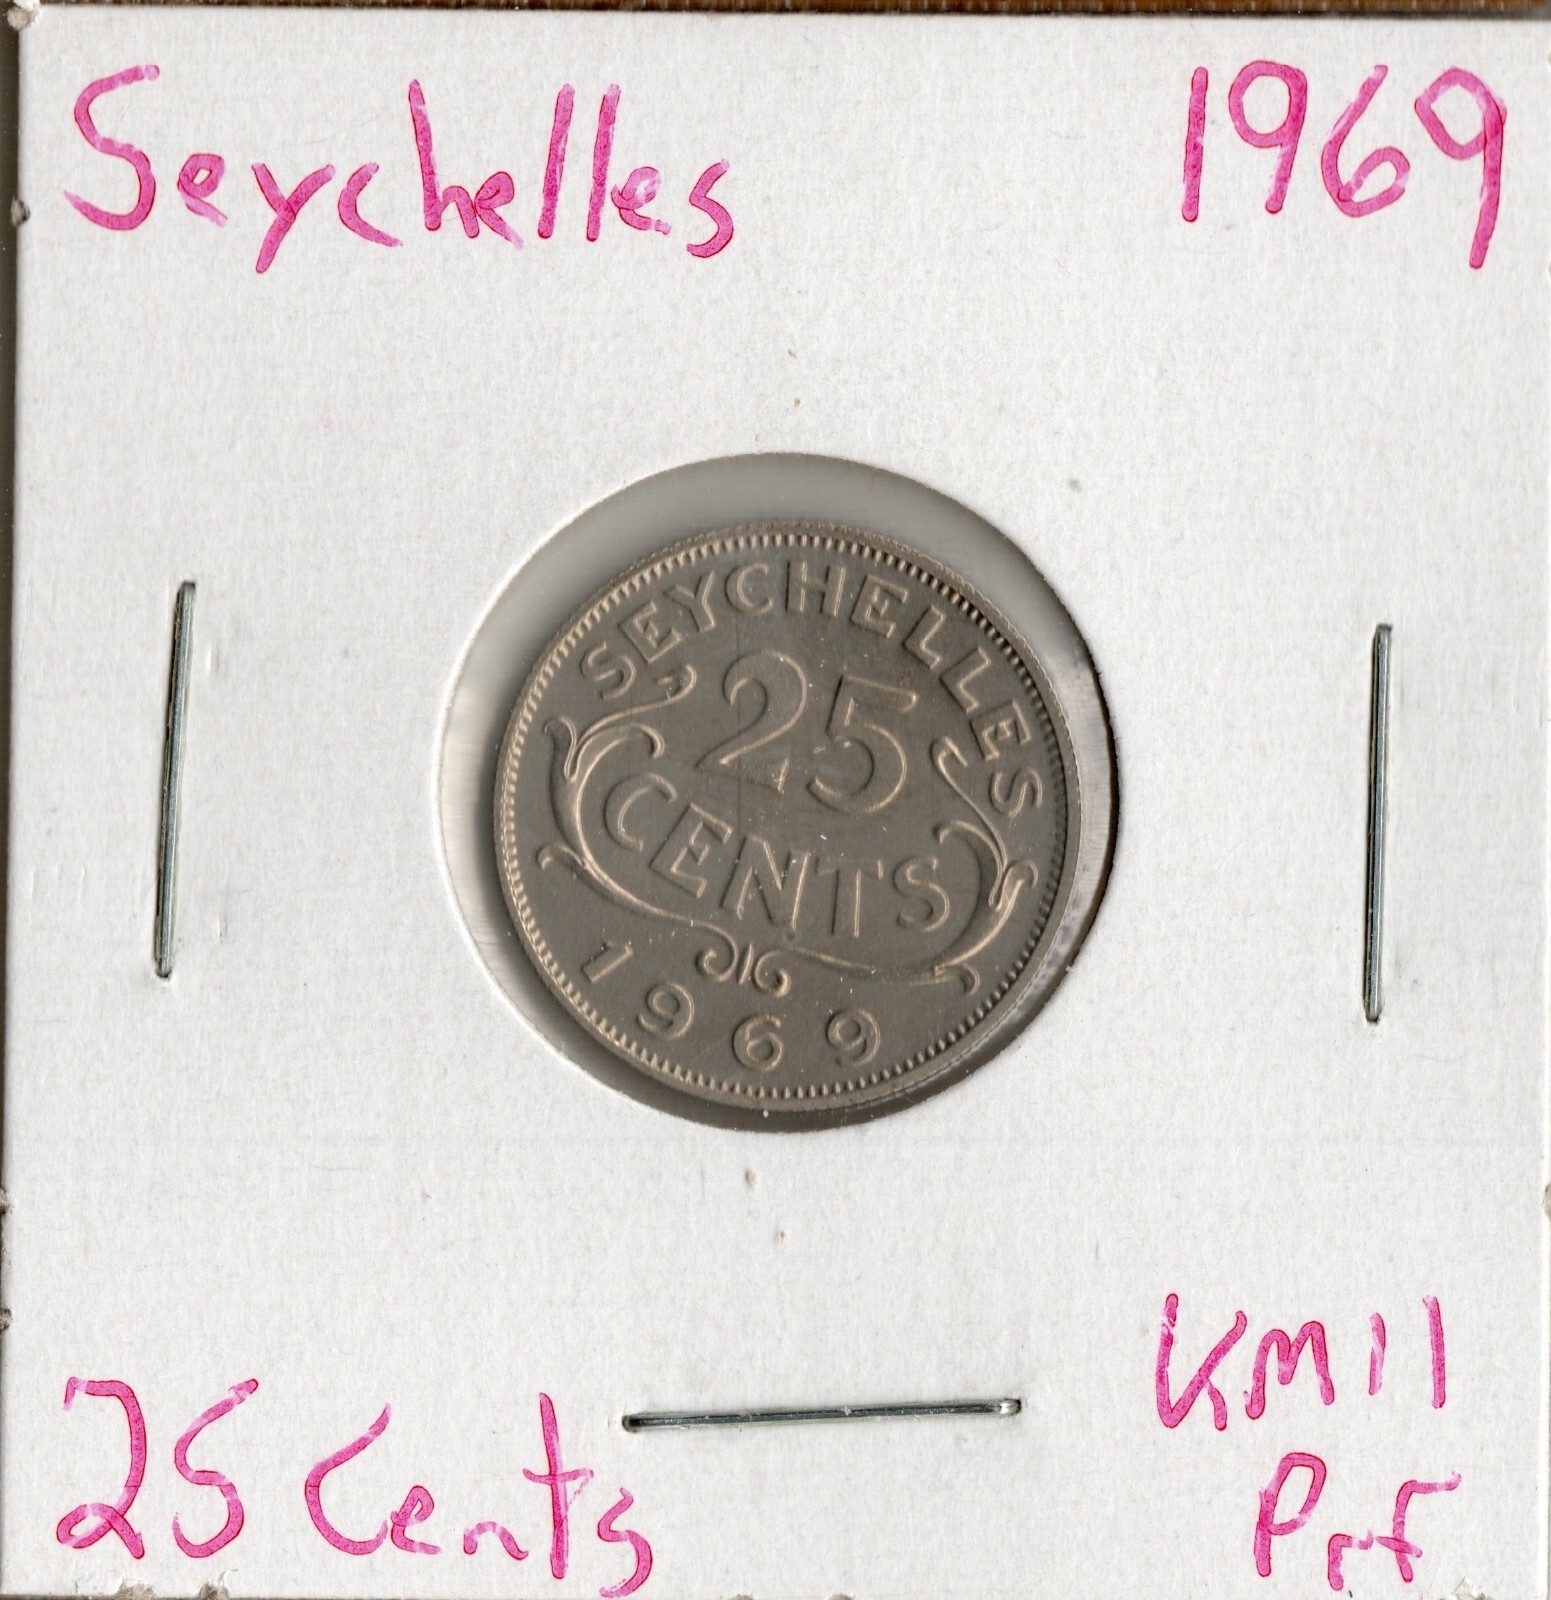 Seychelles 1969
SEYCHELLES
25
CENTS
1969
25 Cents
KM11
Prf